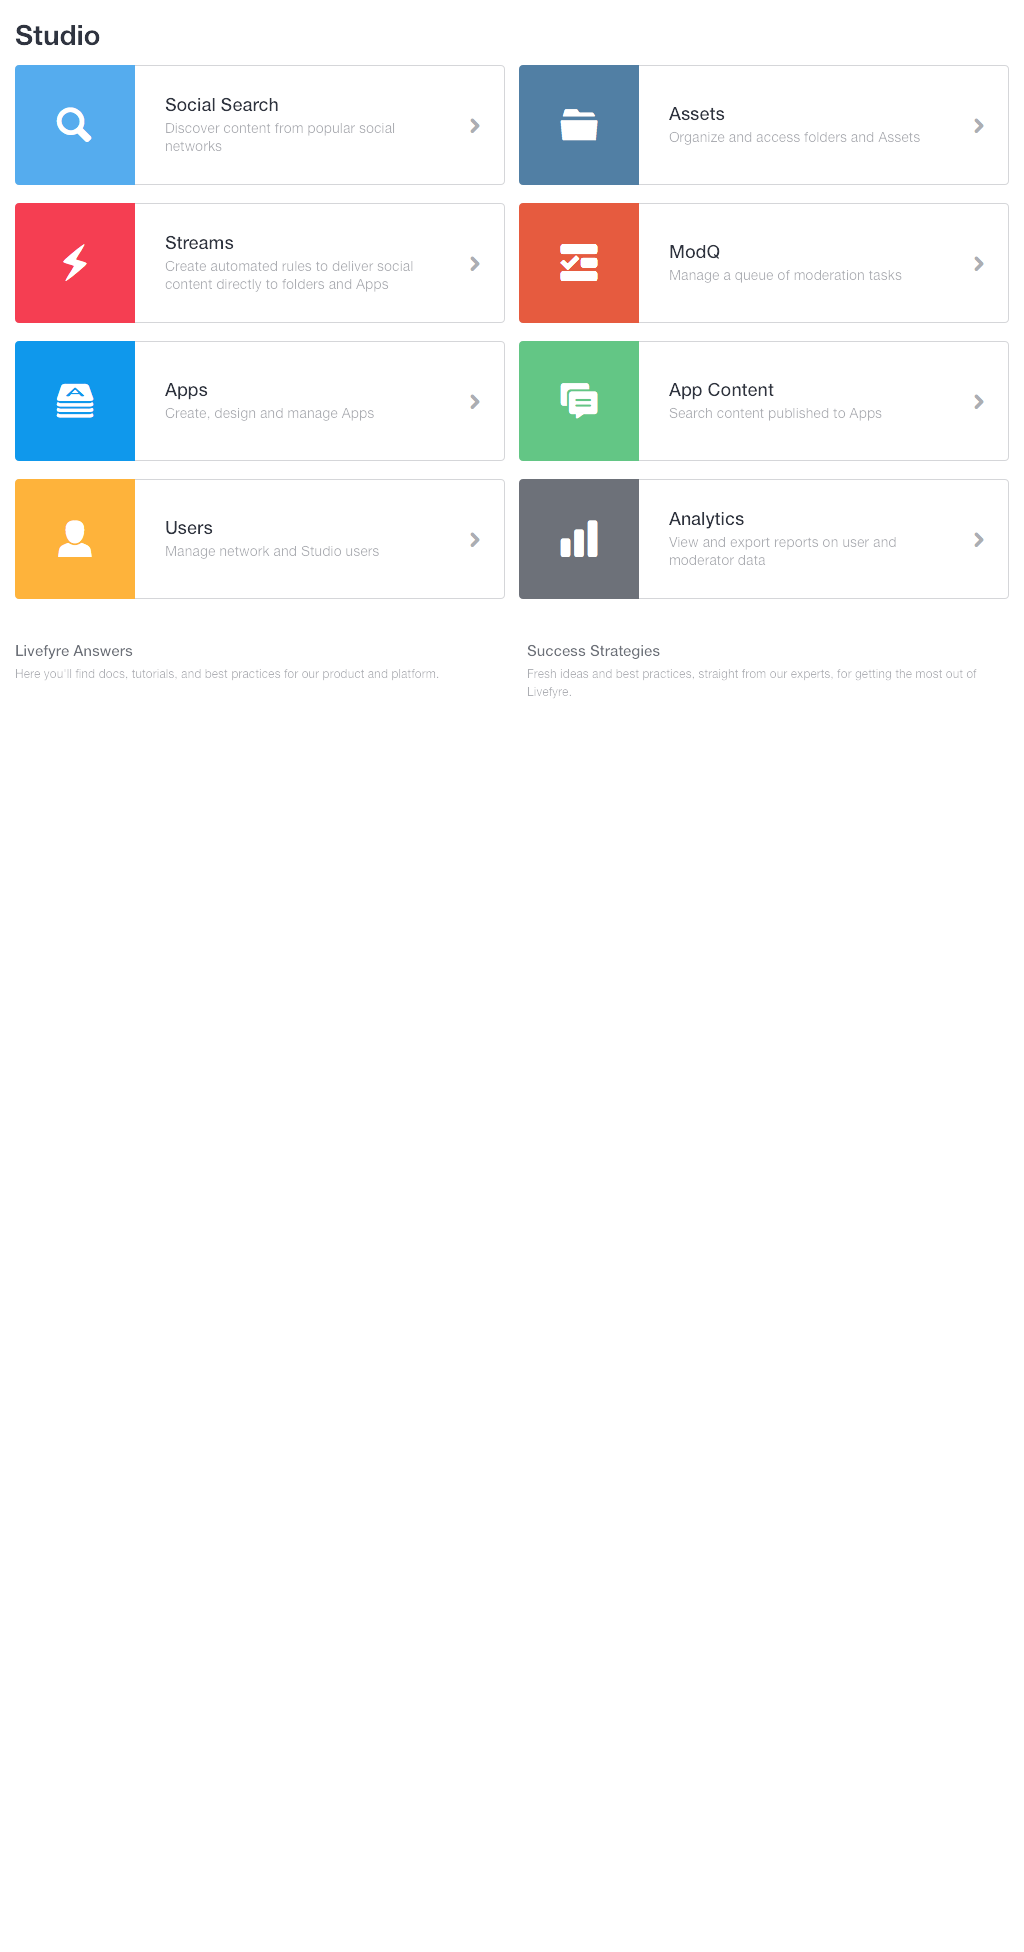 Studio
Social Search
Discover content from popular social
networks
Assets
Organize and access folders and Assets
Streams
Create automated rules to deliver social
content directly to folders and Apps
ModQ
Manage a queue of moderation tasks
Apps
Create, design and manage Apps
App Content
Search content published to Apps
Users
Manage network and Studio users
Analytics
View and export reports on user and
moderator data
Livefyre Answers
Here you'll find docs, tutorials, and best practices for our product and platform.
Success Strategies
Fresh ideas and best practices, straight from our experts, for getting the most out of
Livefyre.